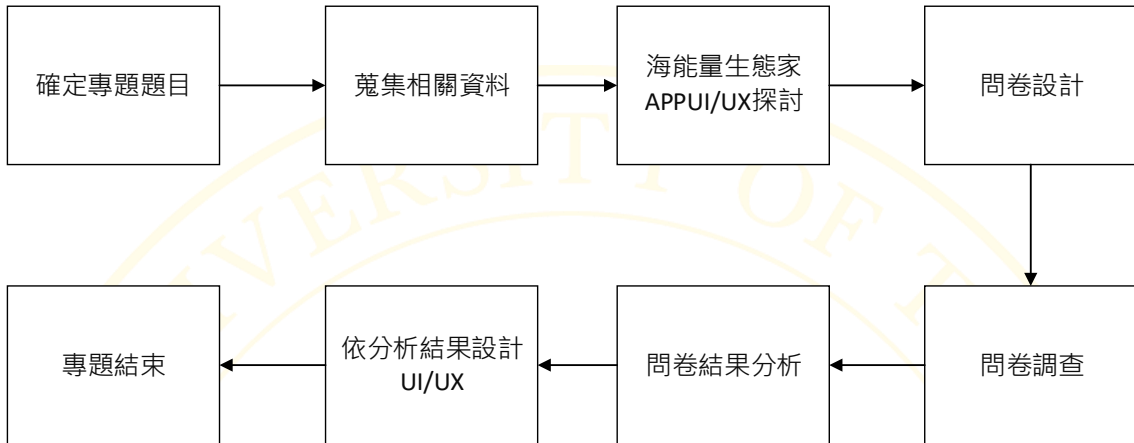 確定專題題目
蒐集相關資料
海能量生態家
APPUI/UX探討
問卷設計
問卷調查
問卷結果分析
依分析結果設計
UI/UX
專題結束
UNIVERSITY OF T